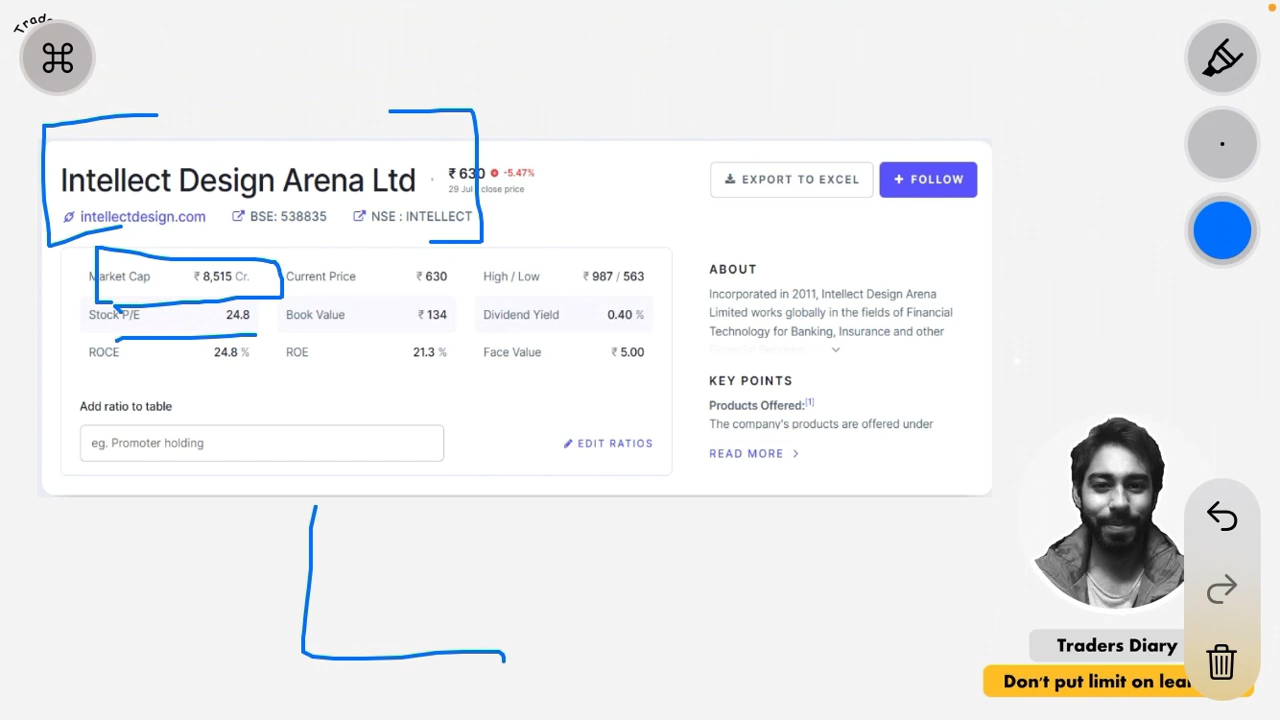 Trade
Intellect Design Arena Ltd · ₹ 630 -5.47%
29 Jul close price
intellectdesign.com BSE: 538835 NSE : INTELLECT
EXPORT TO EXCEL + FOLLOW
Market Cap ₹ 8,515 Cr. Current Price ₹ 630 High / Low ₹ 987 / 563
Stock P/E 24.8 Book Value ₹ 134 Dividend Yield 0.40 %
ROCE 24.8 % ROE 21.3 % Face Value ₹ 5.00
Add ratio to table
eg. Promoter holding EDIT RATIOS
ABOUT
Incorporated in 2011, Intellect Design Arena
Limited works globally in the fields of Financial
Technology for Banking, Insurance and other
Financial Services.
KEY POINTS
Products Offered:[1]
The company's products are offered under
READ MORE >
Traders Diary
Don't put limit on